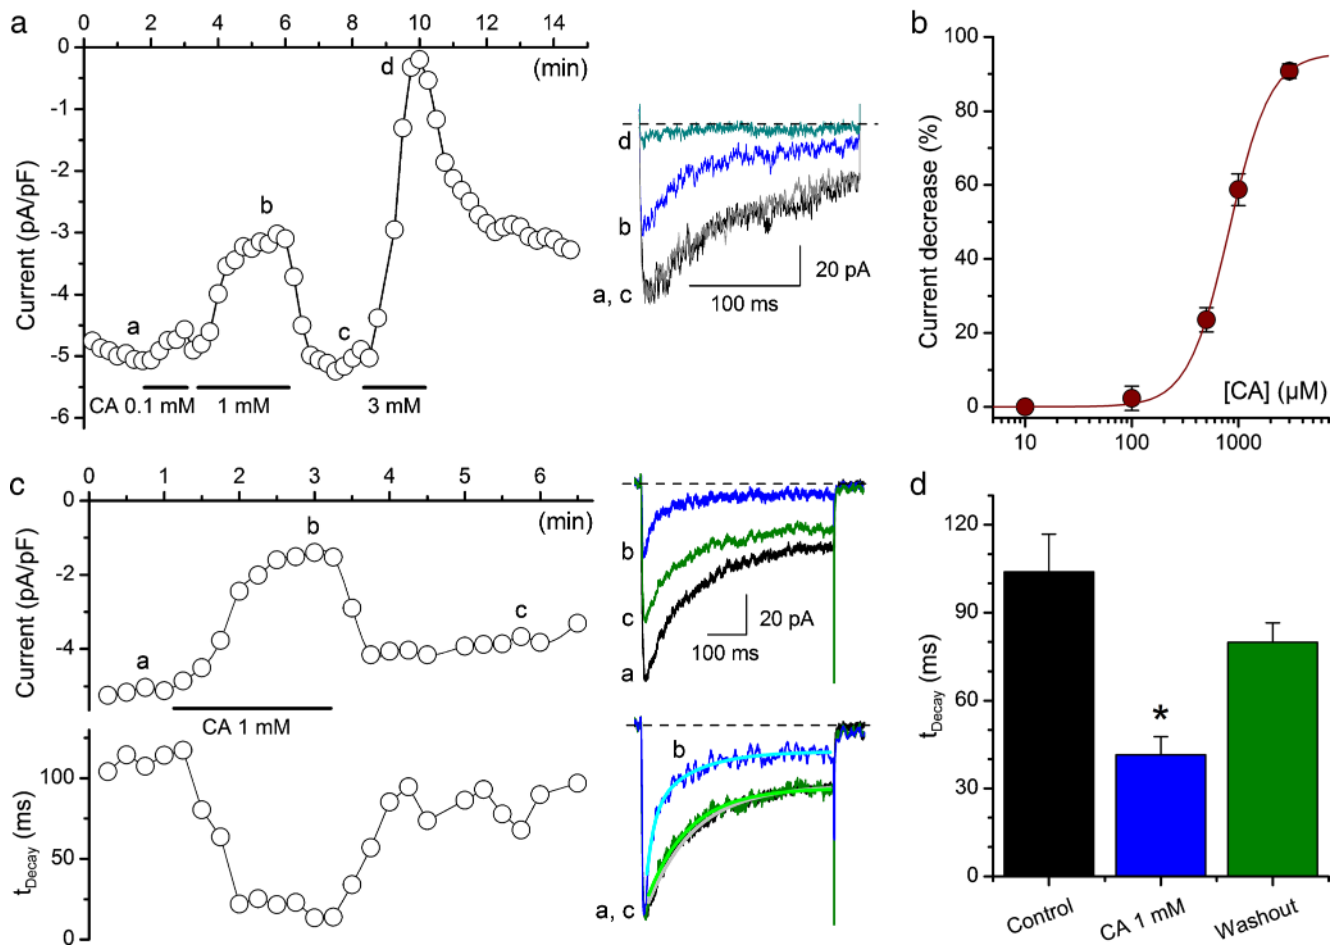 a
0 2 4 6 8 10 12 14
(min)
0
-1
-2
-3
-4
-5
-6
Current (pA/pF)
a
b
c
d
CA 0.1 mM
1 mM
3 mM
d
b
a, c
20 pA
100 ms
b
100
80
60
40
20
0
Current decrease (%)
[CA] (µM)
10 100 1000
c
0 1 2 3 4 5 6
(min)
0
-2
-4
Current (pA/pF)
a
b
c
CA 1 mM
100
50
0
tDecay (ms)
b
c
a
20 pA
100 ms
b
a, c
d
120
90
60
30
0
tDecay (ms)
*
Control
CA 1 mM
Washout